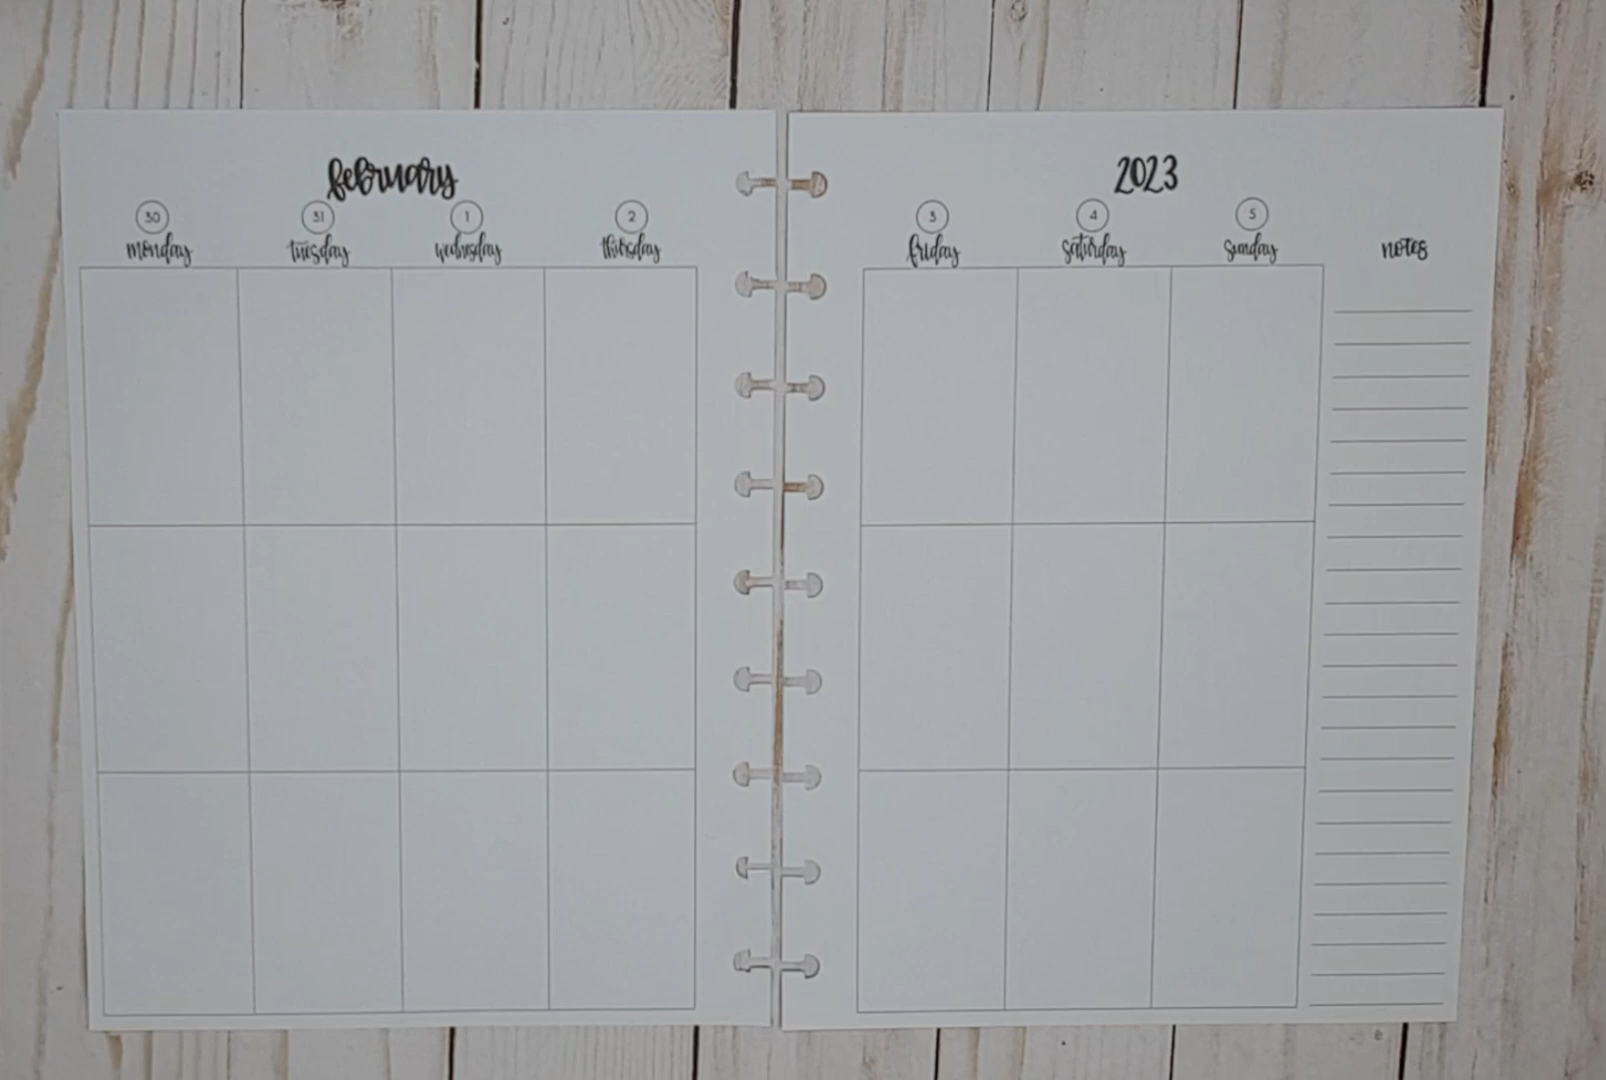 february
30 31 1 2
monday tuesday wednesday thursday
2023
3 4 5
friday saturday sunday notes